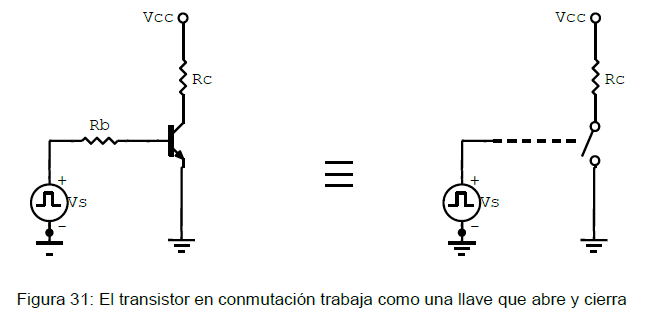 Vcc
Vcc
Rc
Rc
Rb
+
+
Vs
Vs
−
−
Figura 31: El transistor en conmutación trabaja como una llave que abre y cierra